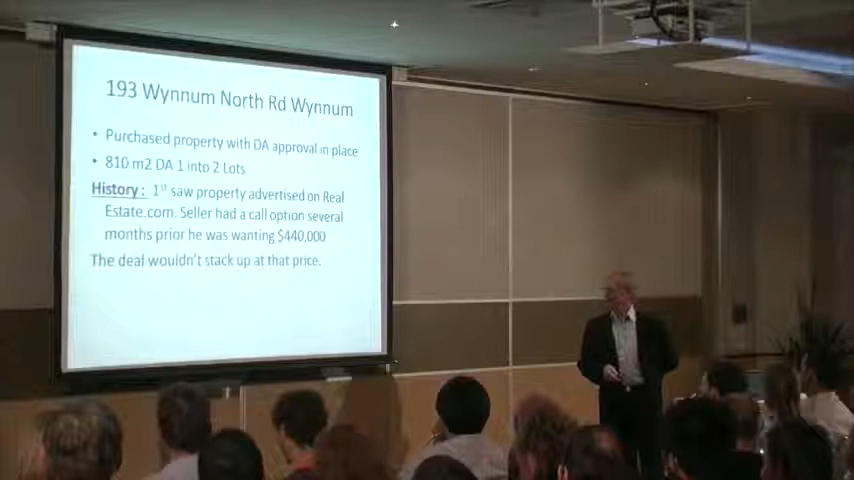 193 Wynnum North Rd Wynnum
• Purchased property with DA approval in place
• 810 m2 DA 1 into 2 Lots
History : 1st saw property advertised on Real
Estate.com. Seller had a call option several
months prior he was wanting $440,000
The deal wouldn't stack up at that price.